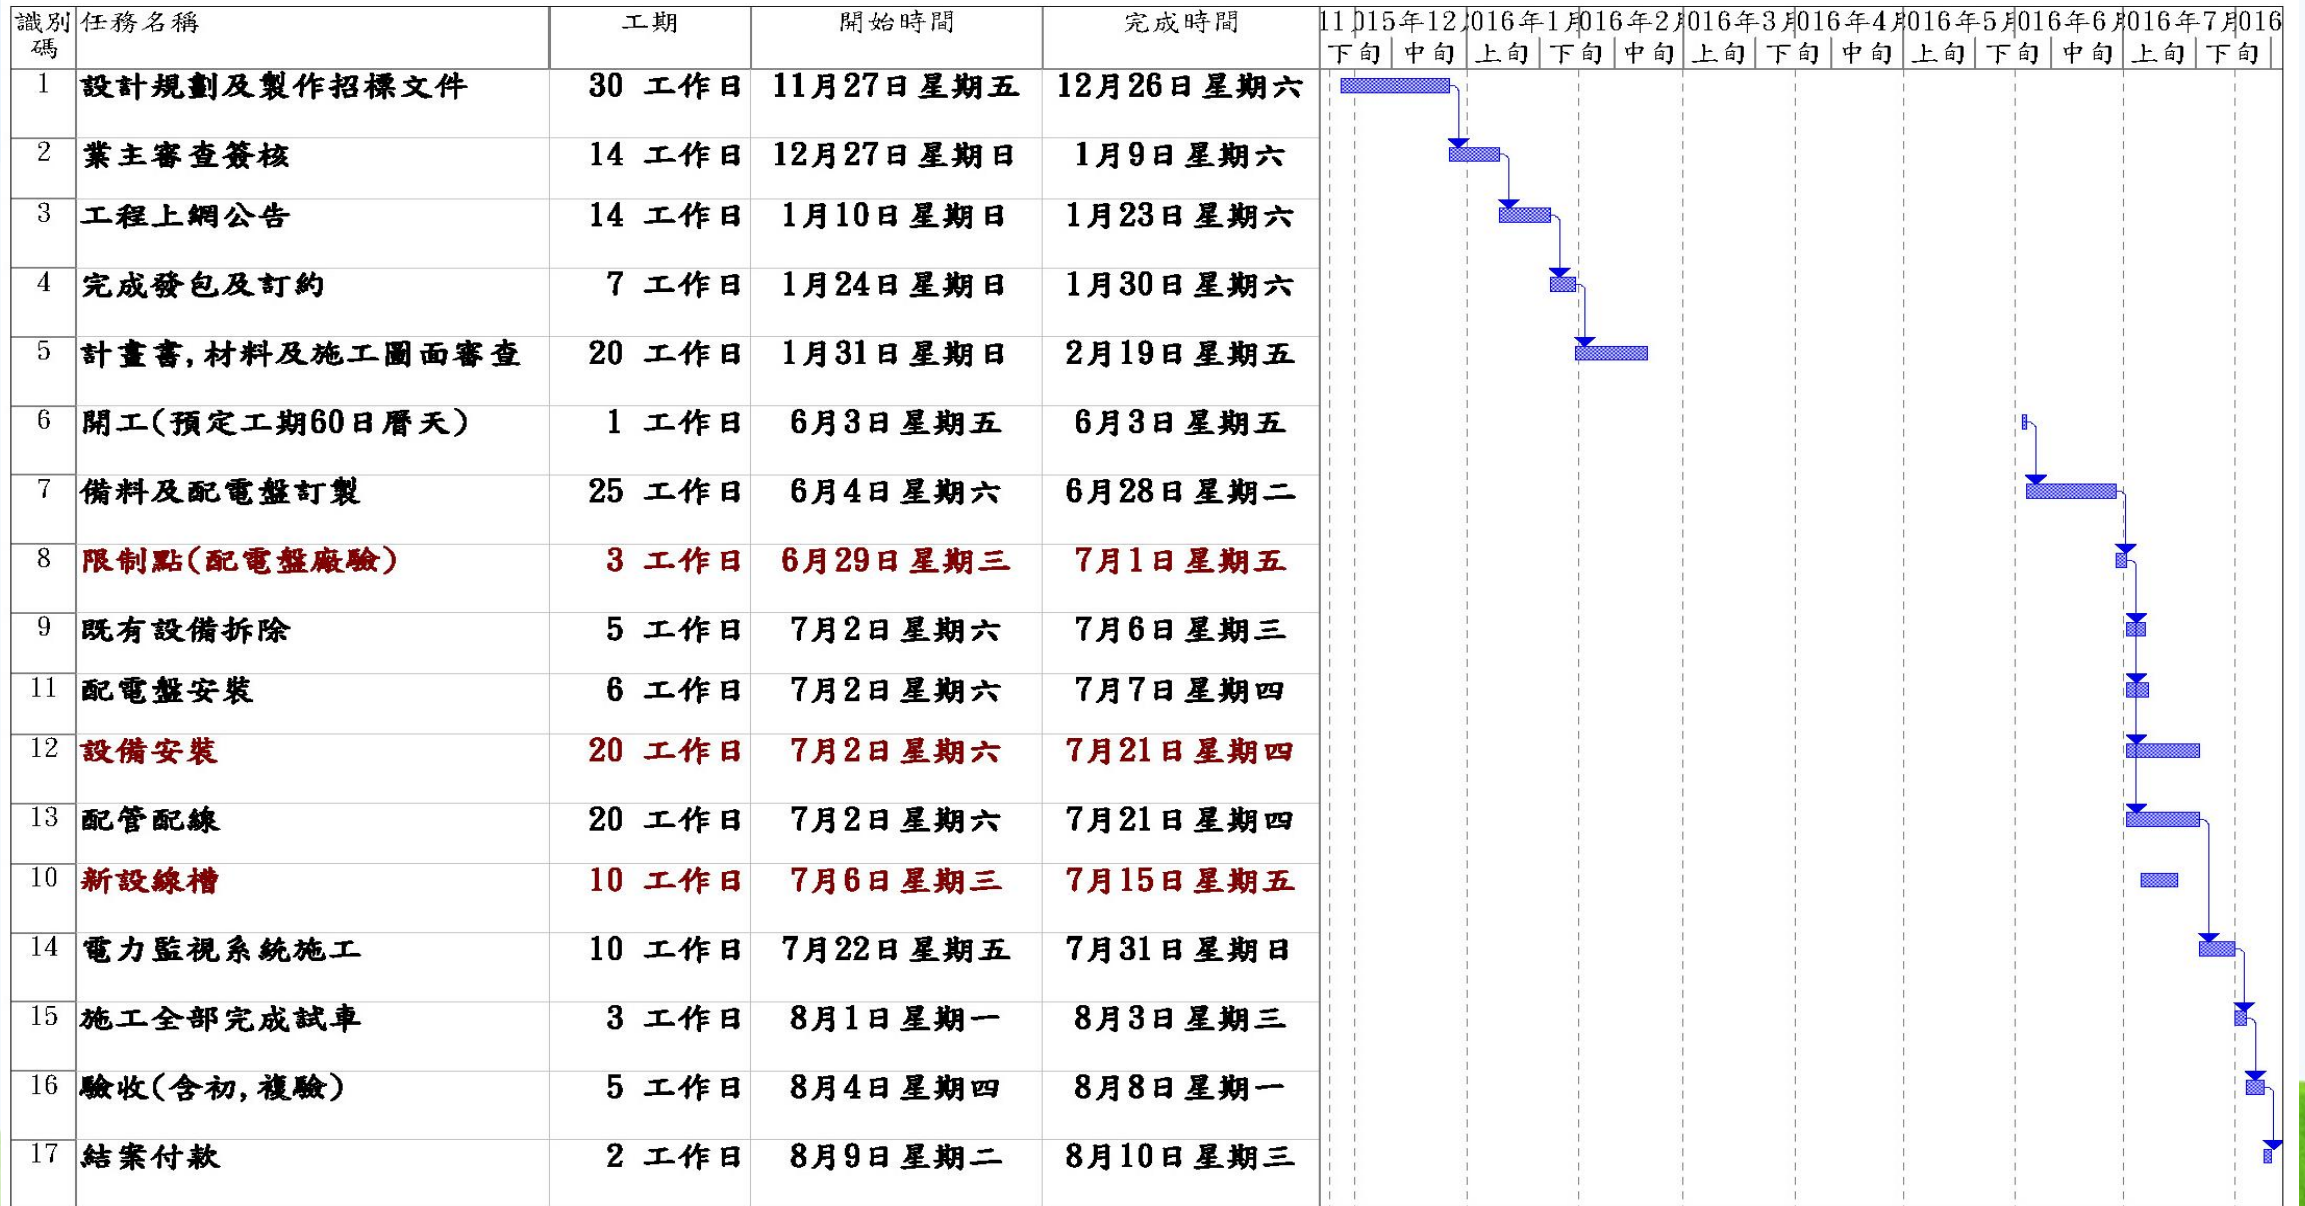 識別碼 任務名稱 工期 開始時間 完成時間 11 015年12 016年1月 016年2月 016年3月 016年4月 016年5月 016年6月 016年7月 016
下旬 中旬 上旬 下旬 中旬 上旬 下旬 中旬 上旬 下旬 中旬 上旬 下旬
1 設計規劃及製作招標文件 30 工作日 11月27日星期五 12月26日星期六
2 業主審查簽核 14 工作日 12月27日星期日 1月9日星期六
3 工程上網公告 14 工作日 1月10日星期日 1月23日星期六
4 完成發包及訂約 7 工作日 1月24日星期日 1月30日星期六
5 計畫書,材料及施工圖面審查 20 工作日 1月31日星期日 2月19日星期五
6 開工(預定工期60日曆天) 1 工作日 6月3日星期五 6月3日星期五
7 備料及配電盤訂製 25 工作日 6月4日星期六 6月28日星期二
8 限制點(配電盤廠驗) 3 工作日 6月29日星期三 7月1日星期五
9 既有設備拆除 5 工作日 7月2日星期六 7月6日星期三
11 配電盤安裝 6 工作日 7月2日星期六 7月7日星期四
12 設備安裝 20 工作日 7月2日星期六 7月21日星期四
13 配管配線 20 工作日 7月2日星期六 7月21日星期四
10 新設線槽 10 工作日 7月6日星期三 7月15日星期五
14 電力監視系統施工 10 工作日 7月22日星期五 7月31日星期日
15 施工全部完成試車 3 工作日 8月1日星期一 8月3日星期三
16 驗收(含初,複驗) 5 工作日 8月4日星期四 8月8日星期一
17 結案付款 2 工作日 8月9日星期二 8月10日星期三